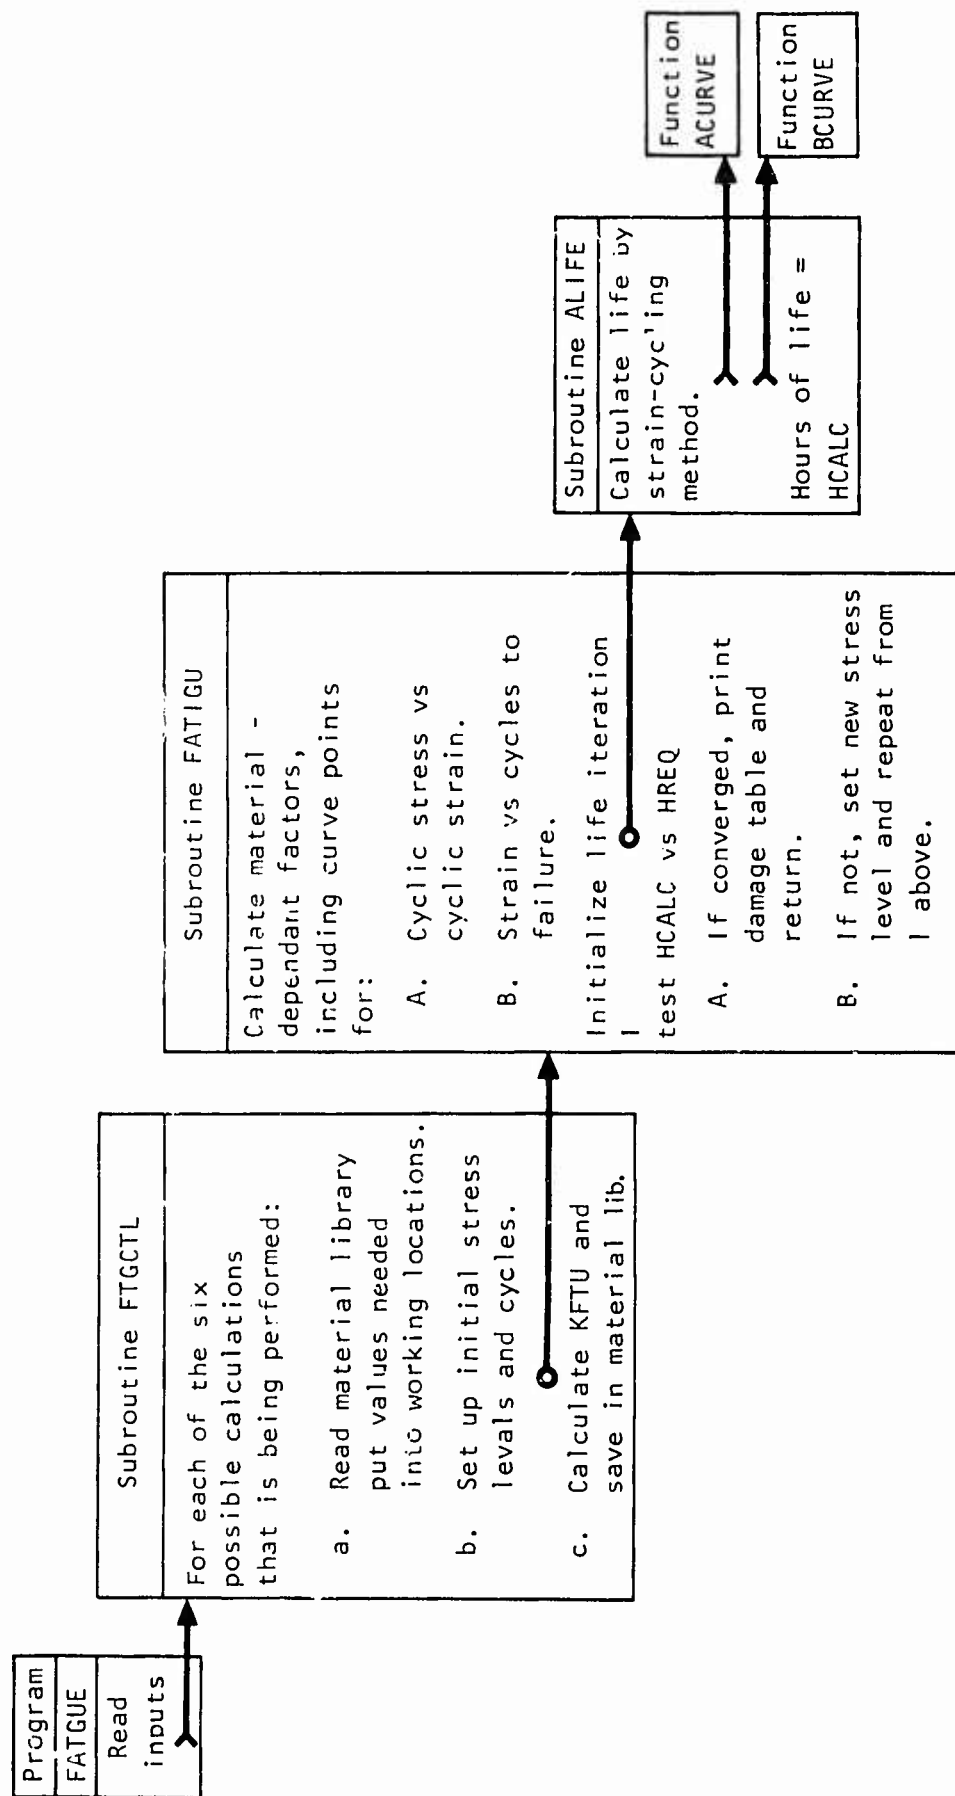 Program
FATGUE
Read
inputs
Subroutine FTGCTL
For each of the six
possible calculations
that is being performed:
a. Read material library
put values needed
into working locations.
b. Set up initial stress
levals and cycles.
c. Calculate KFTU and
save in material lib.
Subroutine FATIGU
Calculate material -
dependant factors,
including curve points
for:
A. Cyclic stress vs
cyclic strain.
B. Strain vs cycles to
failure.
Initialize life iteration
I
test HCALC vs HREQ
A. If converged, print
damage table and
return.
B. If not, set new stress
level and repeat from
I above.
Subroutine ALIFE
Calculate life by
strain-cyc'ing
method.
Hours of life =
HCALC
Function
ACURVE
Function
BCURVE